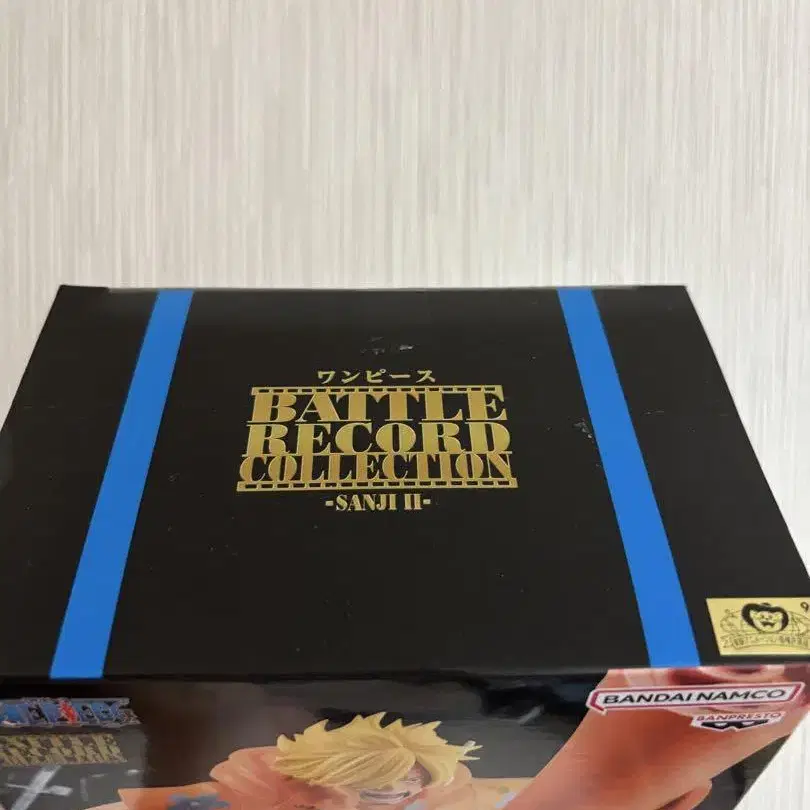 ワンピース
BATTLE
RECORD
COLLECTION
-SANJI II-
BANDAI NAMCO
BANPRESTO